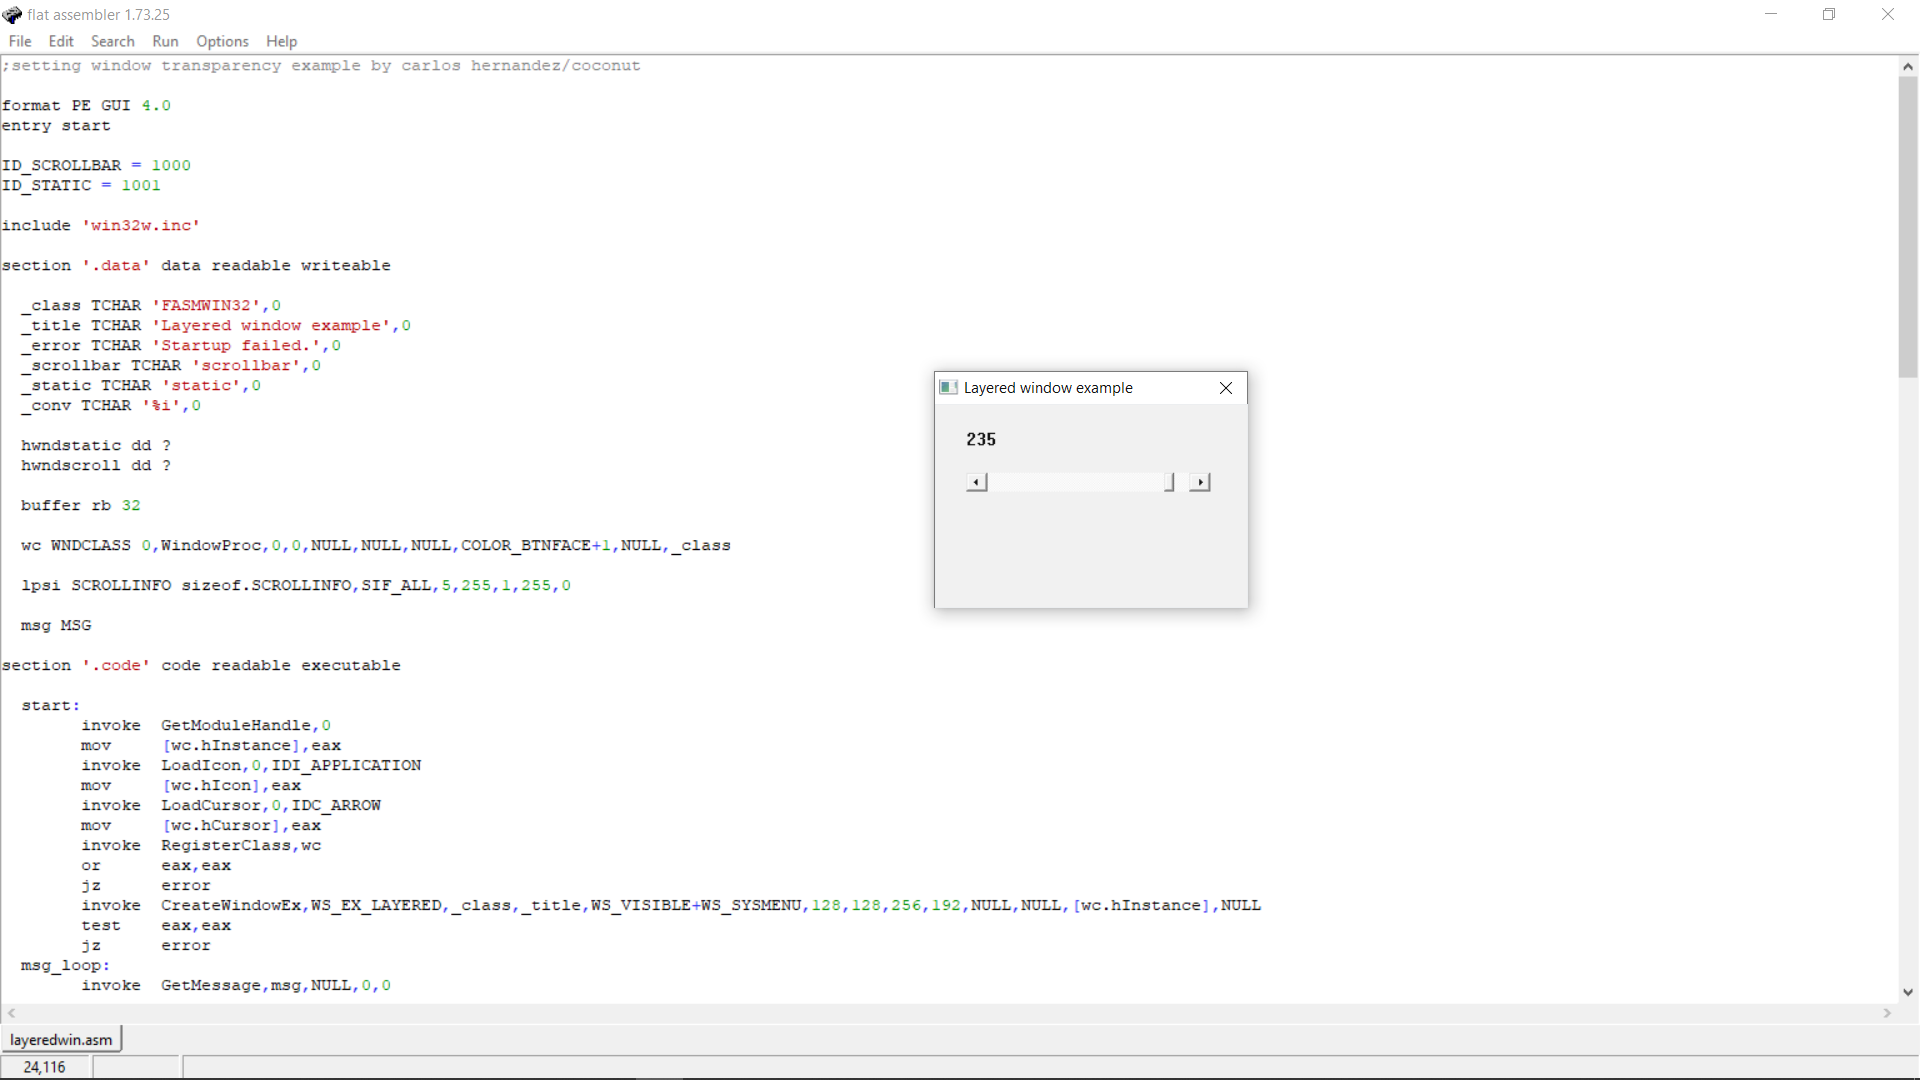 flat assembler 1.73.25
File Edit Search Run Options Help
;setting window transparency example by carlos hernandez/coconut
format PE GUI 4.0
entry start
ID_SCROLLBAR = 1000
ID_STATIC = 1001
include 'win32w.inc'
section '.data' data readable writeable
_class TCHAR 'FASMWIN32',0
_title TCHAR 'Layered window example',0
_error TCHAR 'Startup failed.',0
_scrollbar TCHAR 'scrollbar',0
_static TCHAR 'static',0
_conv TCHAR '%i',0
hwndstatic dd ?
hwndscroll dd ?
buffer rb 32
wc WNDCLASS 0,WindowProc,0,0,NULL,NULL,NULL,COLOR_BTNFACE+1,NULL,_class
lpsi SCROLLINFO sizeof.SCROLLINFO,SIF_ALL,5,255,1,255,0
msg MSG
section '.code' code readable executable
start:
invoke GetModuleHandle,0
mov [wc.hInstance],eax
invoke LoadIcon,0,IDI_APPLICATION
mov [wc.hIcon],eax
invoke LoadCursor,0,IDC_ARROW
mov [wc.hCursor],eax
invoke RegisterClass,wc
or eax,eax
jz error
invoke CreateWindowEx,WS_EX_LAYERED,_class,_title,WS_VISIBLE+WS_SYSMENU,128,128,256,192,NULL,NULL,[wc.hInstance],NULL
test eax,eax
jz error
msg_loop:
invoke GetMessage,msg,NULL,0,0
Layered window example
235
layeredwin.asm
24,116